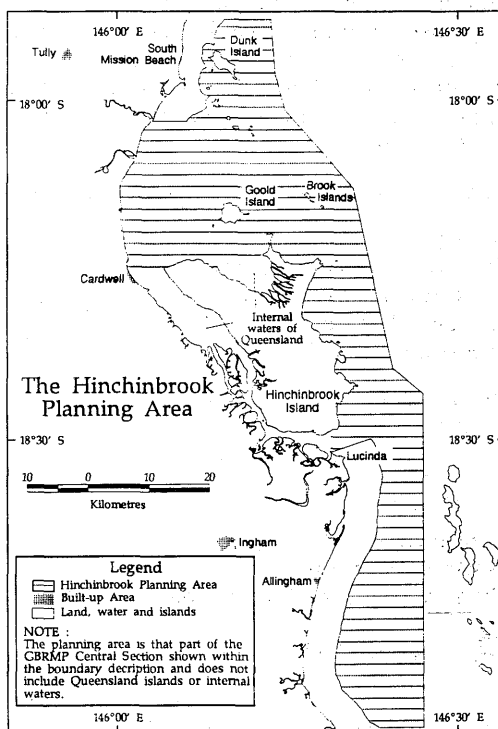 146°00' E
146°30' E
Tully
South
Mission Beach
Dunk
Island
18°00' S
18°00' S
Goold
Island
Brook
Islands
Cardwell
Internal
waters of
Queensland
The Hinchinbrook
Planning Area
Hinchinbrook
Island
18°30' S
18°30' S
Lucinda
10 0 10 20
Kilometres
Ingham
Allingham
Legend
Hinchinbrook Planning Area
Built-up Area
Land, water and islands
NOTE :
The planning area is that part of the
GBRMP Central Section shown within
the boundary decription and does not
include Queensland islands or internal
waters.
146°00' E
146°30' E